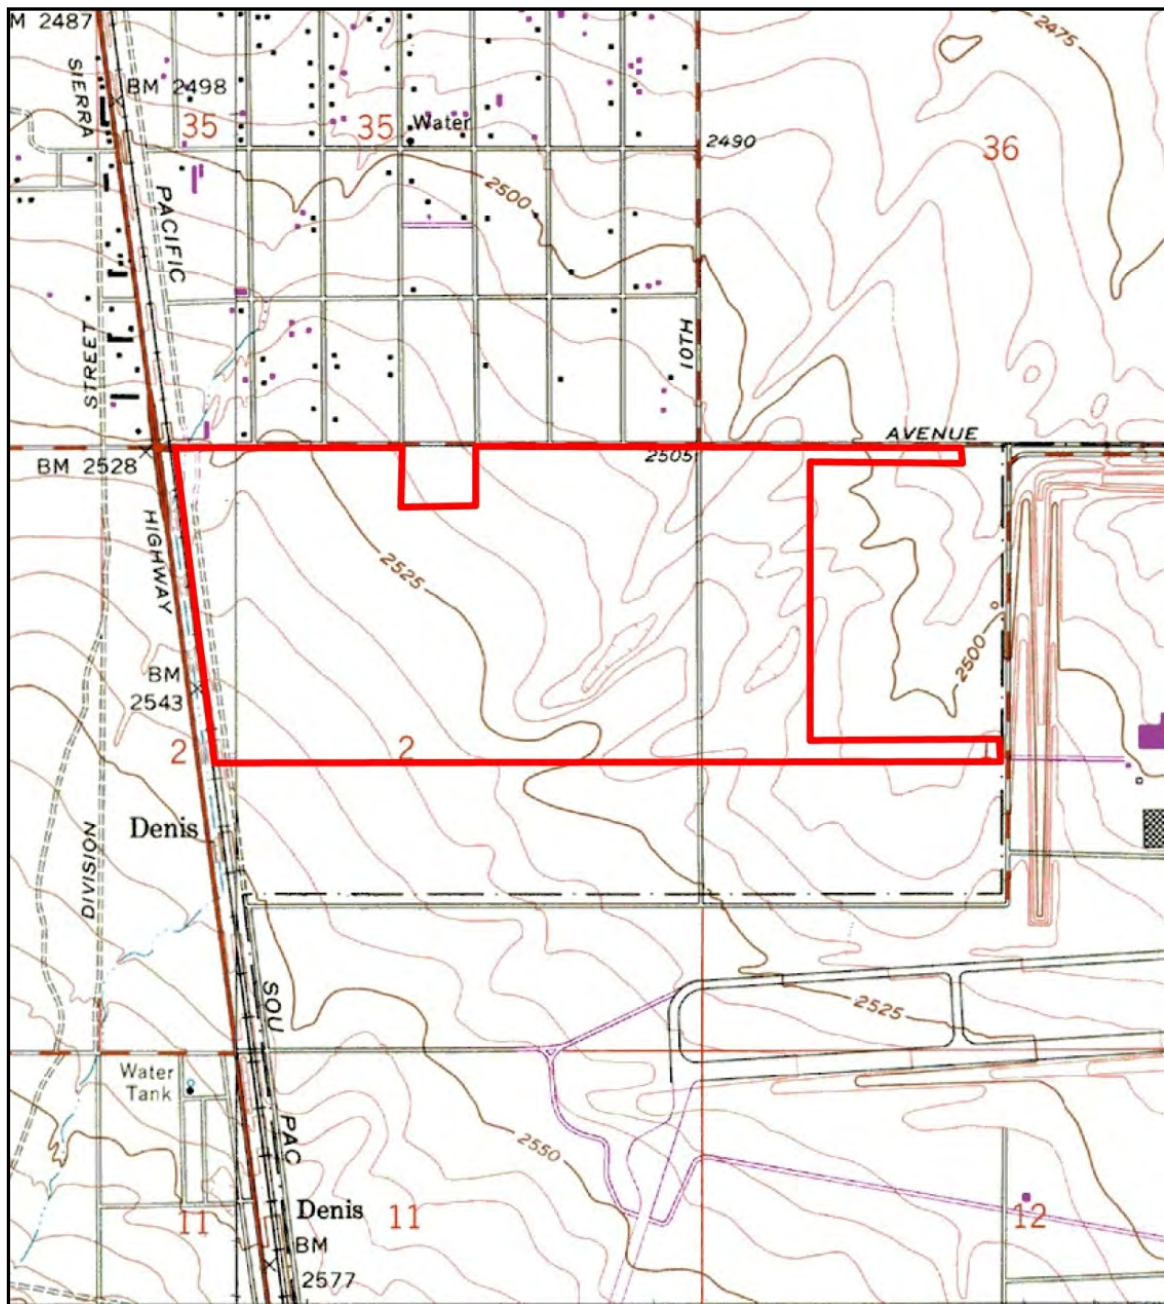 M 2487
2475
SIERRA
BM 2498
35
35
Water
2490
36
2500
PACIFIC
STREET
10TH
AVENUE
BM 2528
2505
HIGHWAY
2525
2500
BM
2543
2
2
1
Denis
DIVISION
SOU
2525
Water
Tank
PAC
2550
Denis
11
11
12
BM
2577